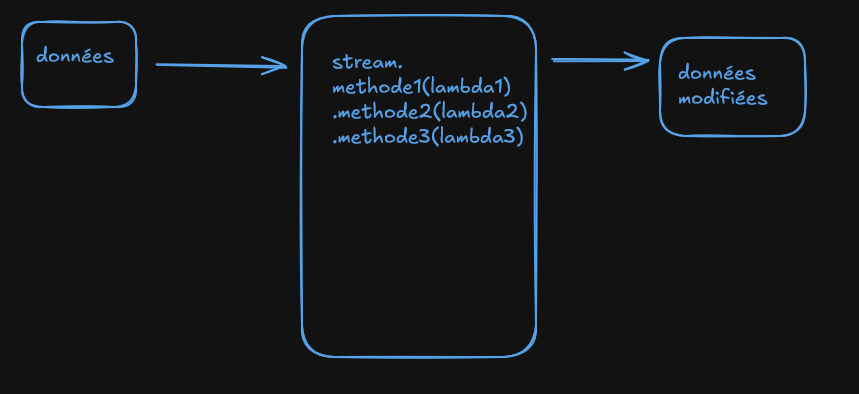 données
stream.
methode1(lambda1)
.methode2(lambda2)
.methode3(lambda3)
données
modifiées